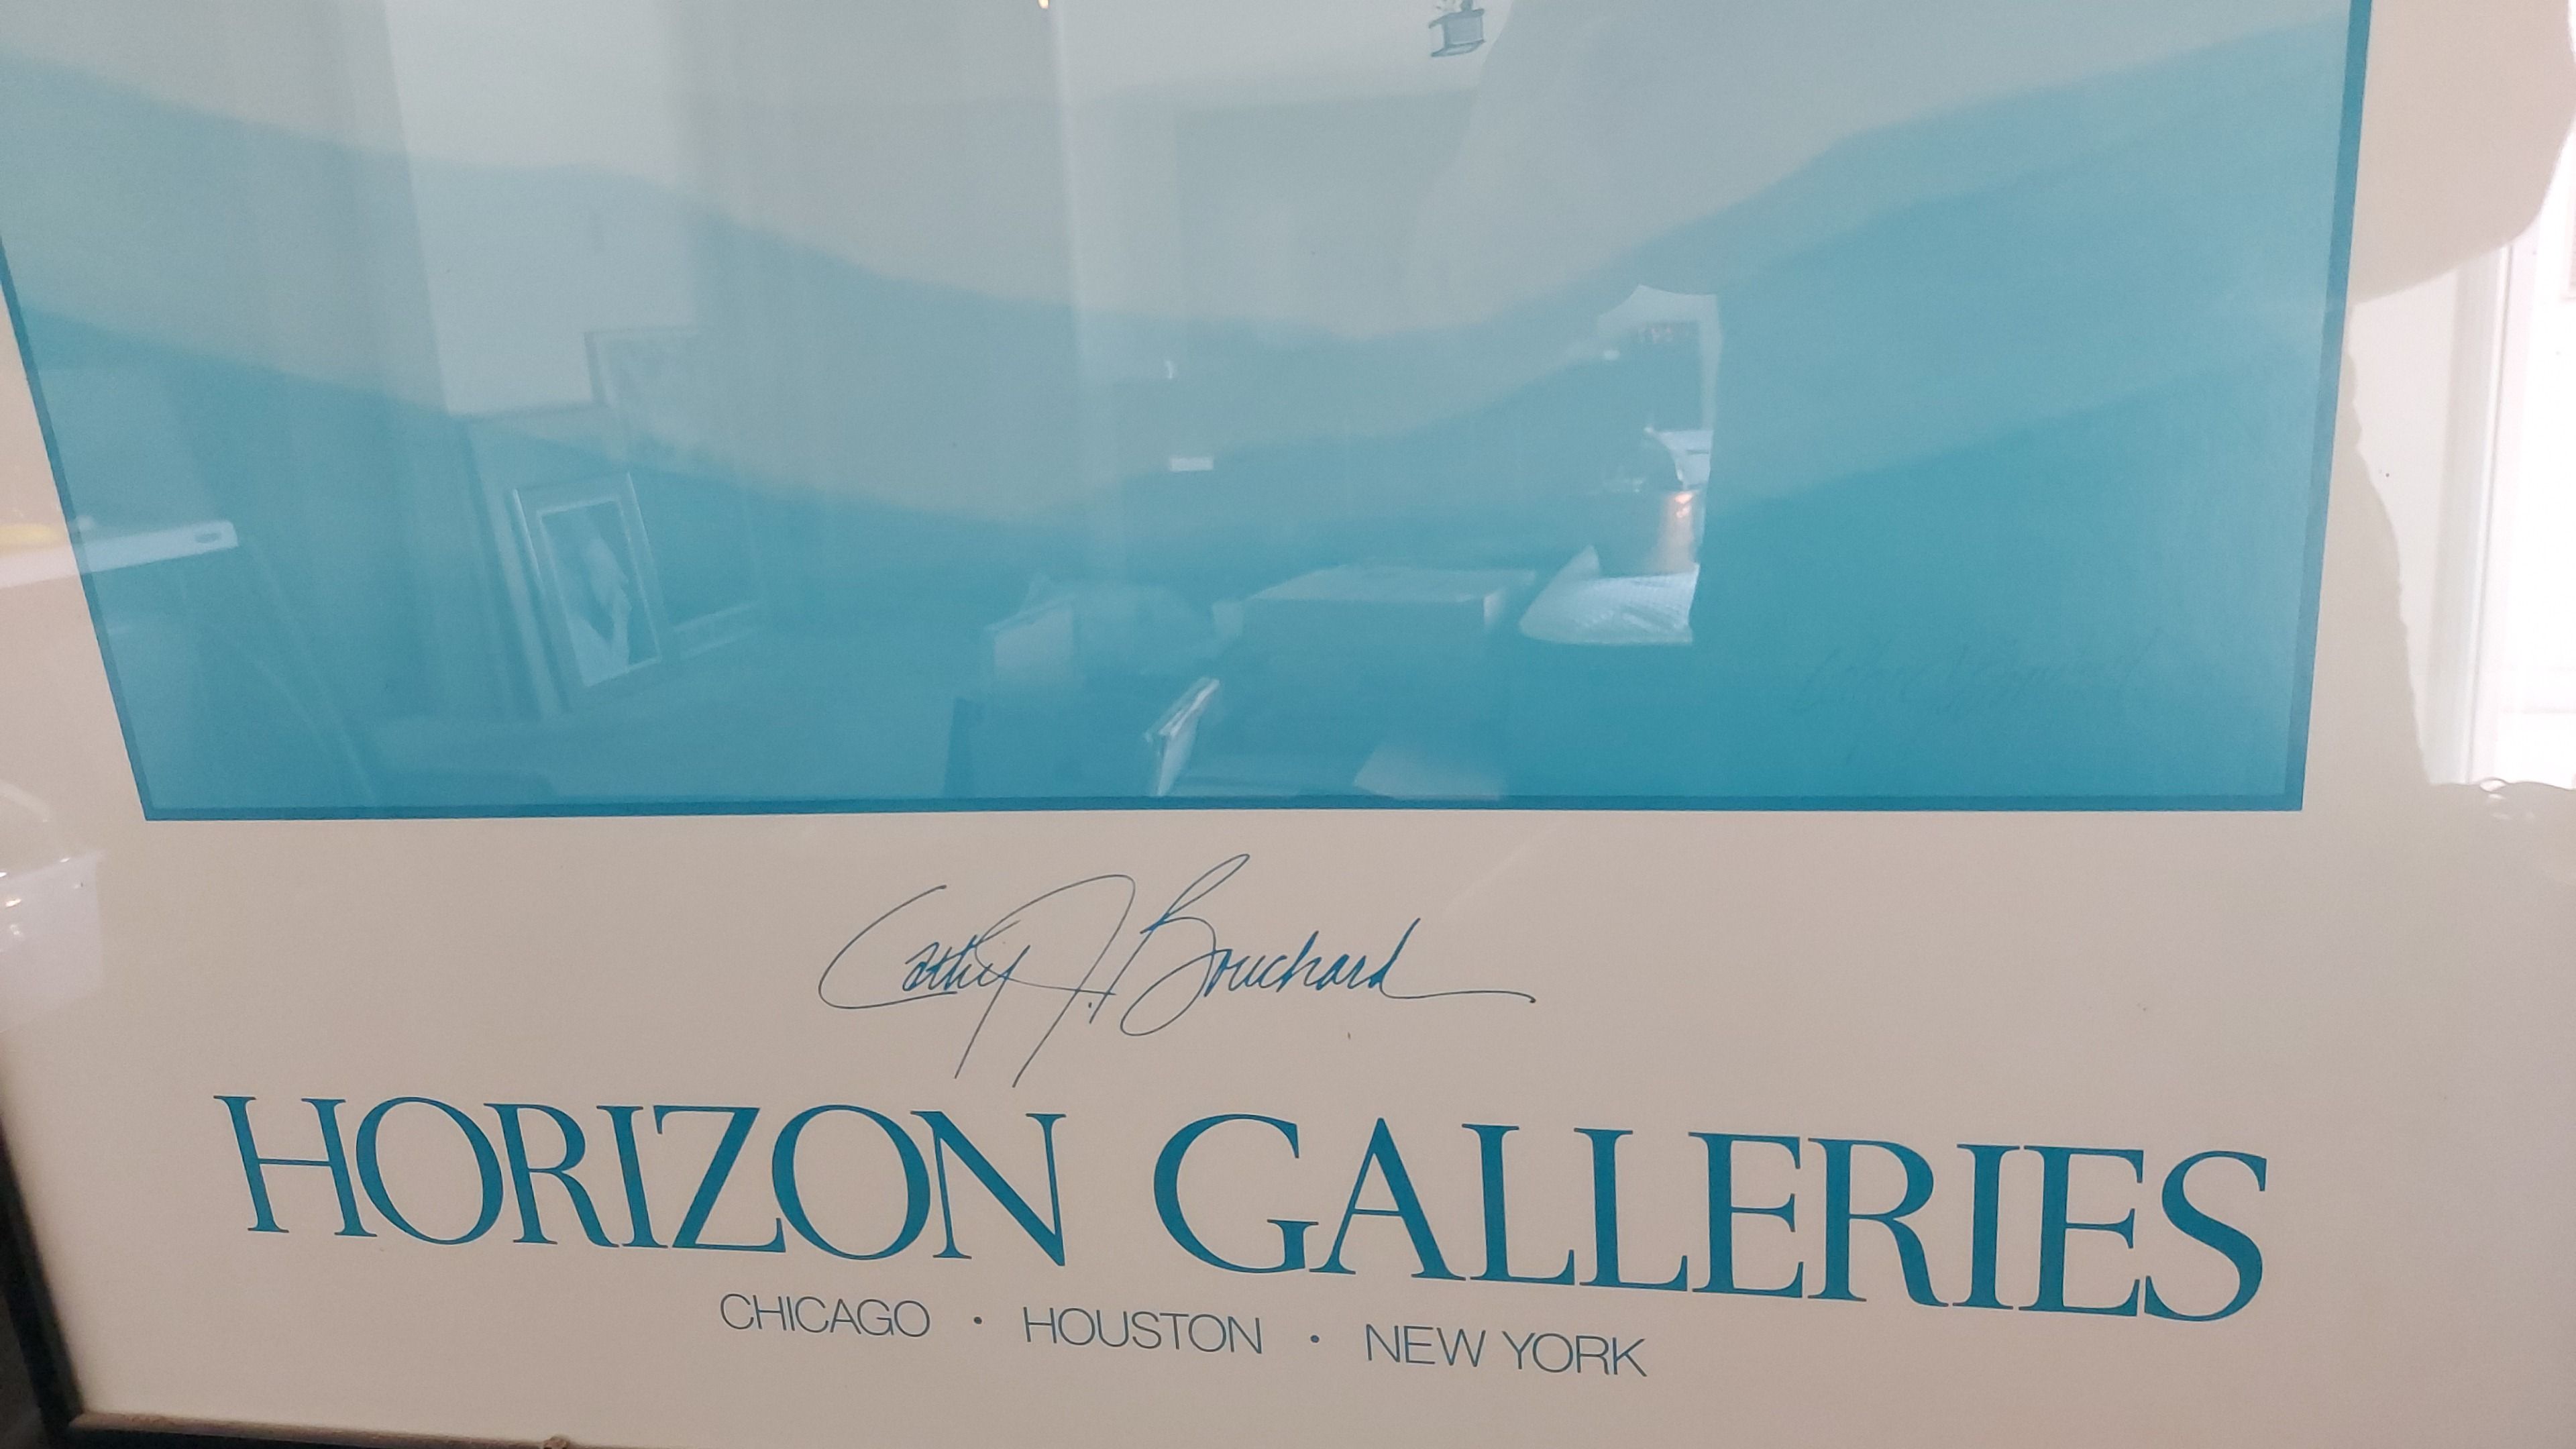 Cathy J. Bouchard
HORIZON GALLERIES
CHICAGO • HOUSTON • NEW YORK